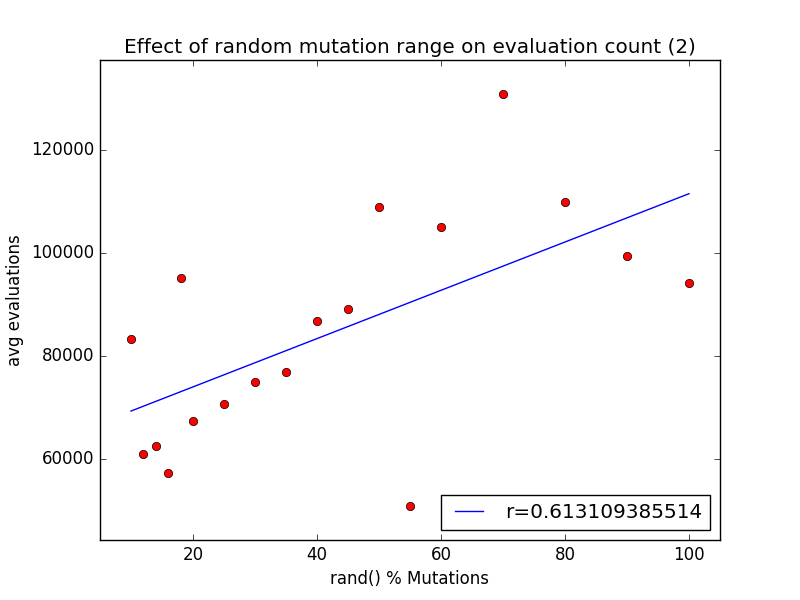 Effect of random mutation range on evaluation count (2)
120000
100000
80000
60000
avg evaluations
r=0.613109385514
20 40 60 80 100
rand() % Mutations